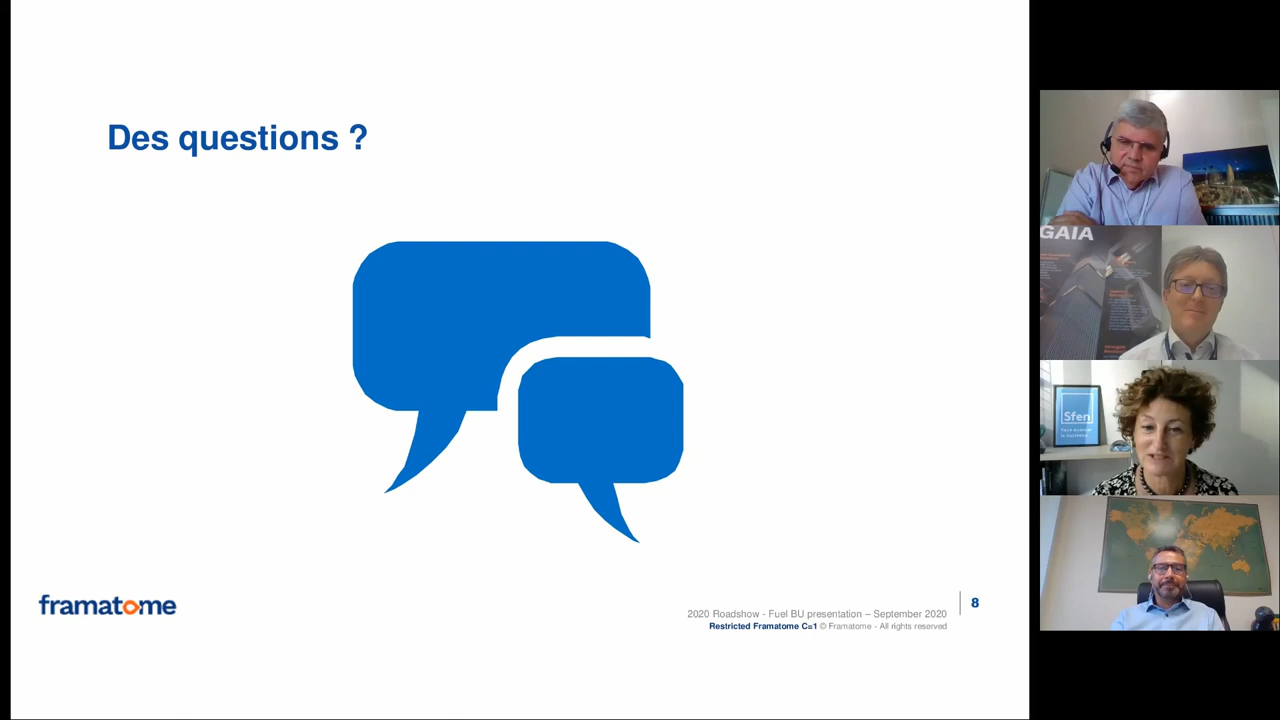 Des questions ?
framatome
2020 Roadshow - Fuel BU presentation – September 2020
8
Restricted Framatome C=1 © Framatome - All rights reserved
GAIA
Sfen